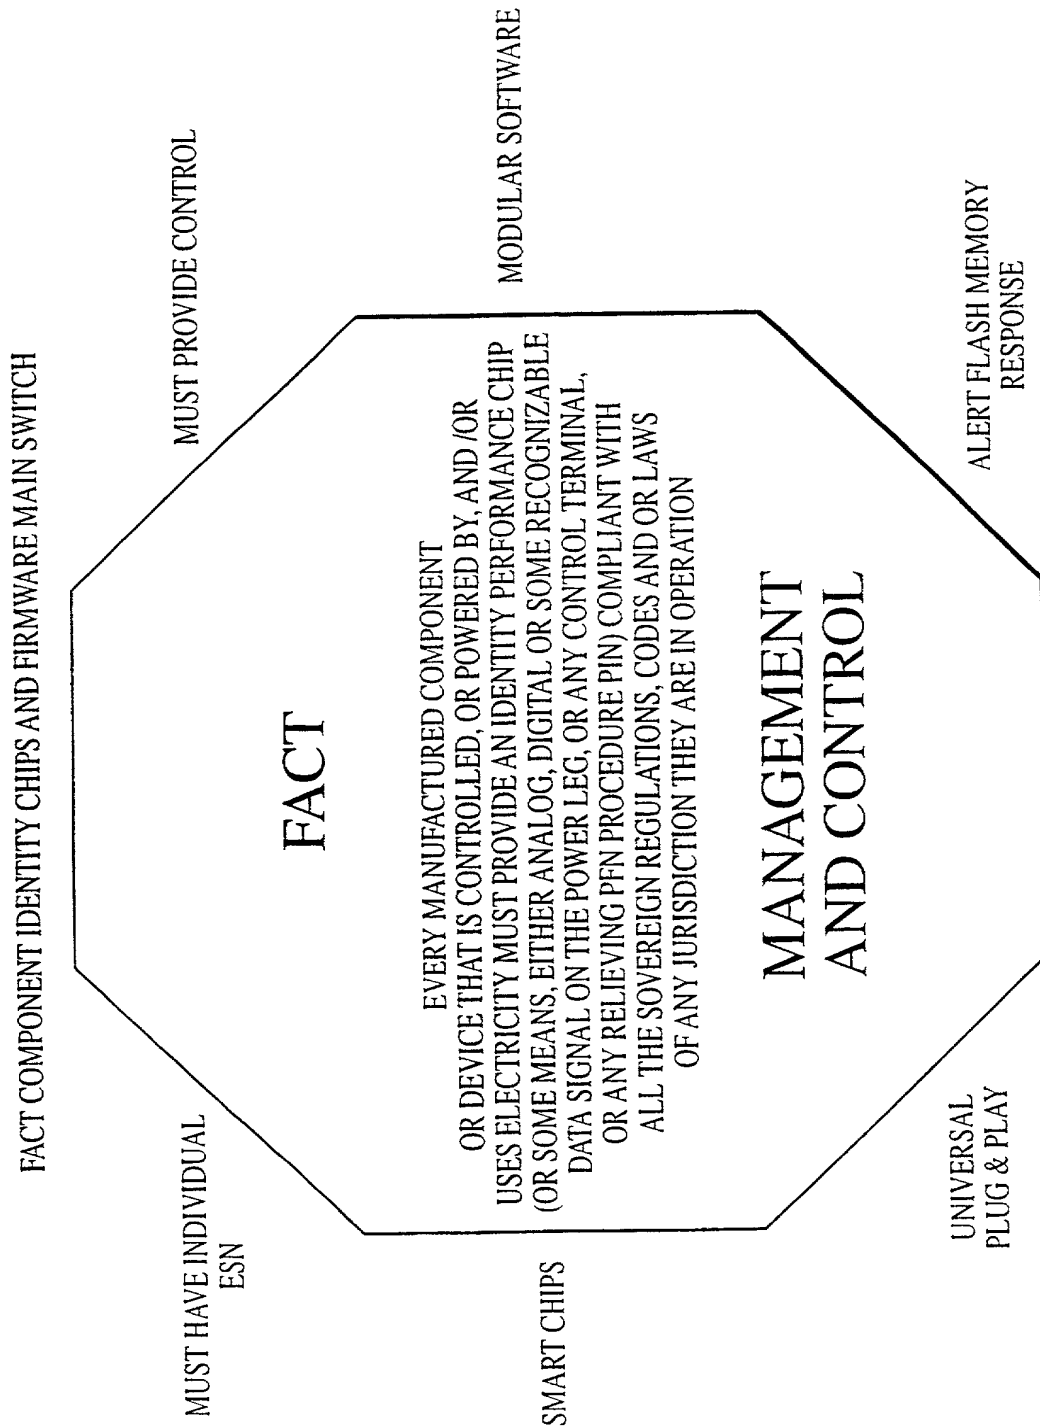 FACT COMPONENT IDENTITY CHIPS AND FIRMWARE MAIN SWITCH
MUST HAVE INDIVIDUAL
ESN
MUST PROVIDE CONTROL
FACT
EVERY MANUFACTURED COMPONENT
OR DEVICE THAT IS CONTROLLED, OR POWERED BY, AND /OR
USES ELECTRICITY MUST PROVIDE AN IDENTITY PERFORMANCE CHIP
(OR SOME MEANS, EITHER ANALOG, DIGITAL OR SOME RECOGNIZABLE
DATA SIGNAL ON THE POWER LEG, OR ANY CONTROL TERMINAL,
OR ANY RELIEVING PFN PROCEDURE PIN) COMPLIANT WITH
ALL THE SOVEREIGN REGULATIONS, CODES AND OR LAWS
OF ANY JURISDICTION THEY ARE IN OPERATION
SMART CHIPS
MODULAR SOFTWARE
MANAGEMENT
AND CONTROL
UNIVERSAL
PLUG & PLAY
ALERT FLASH MEMORY
RESPONSE